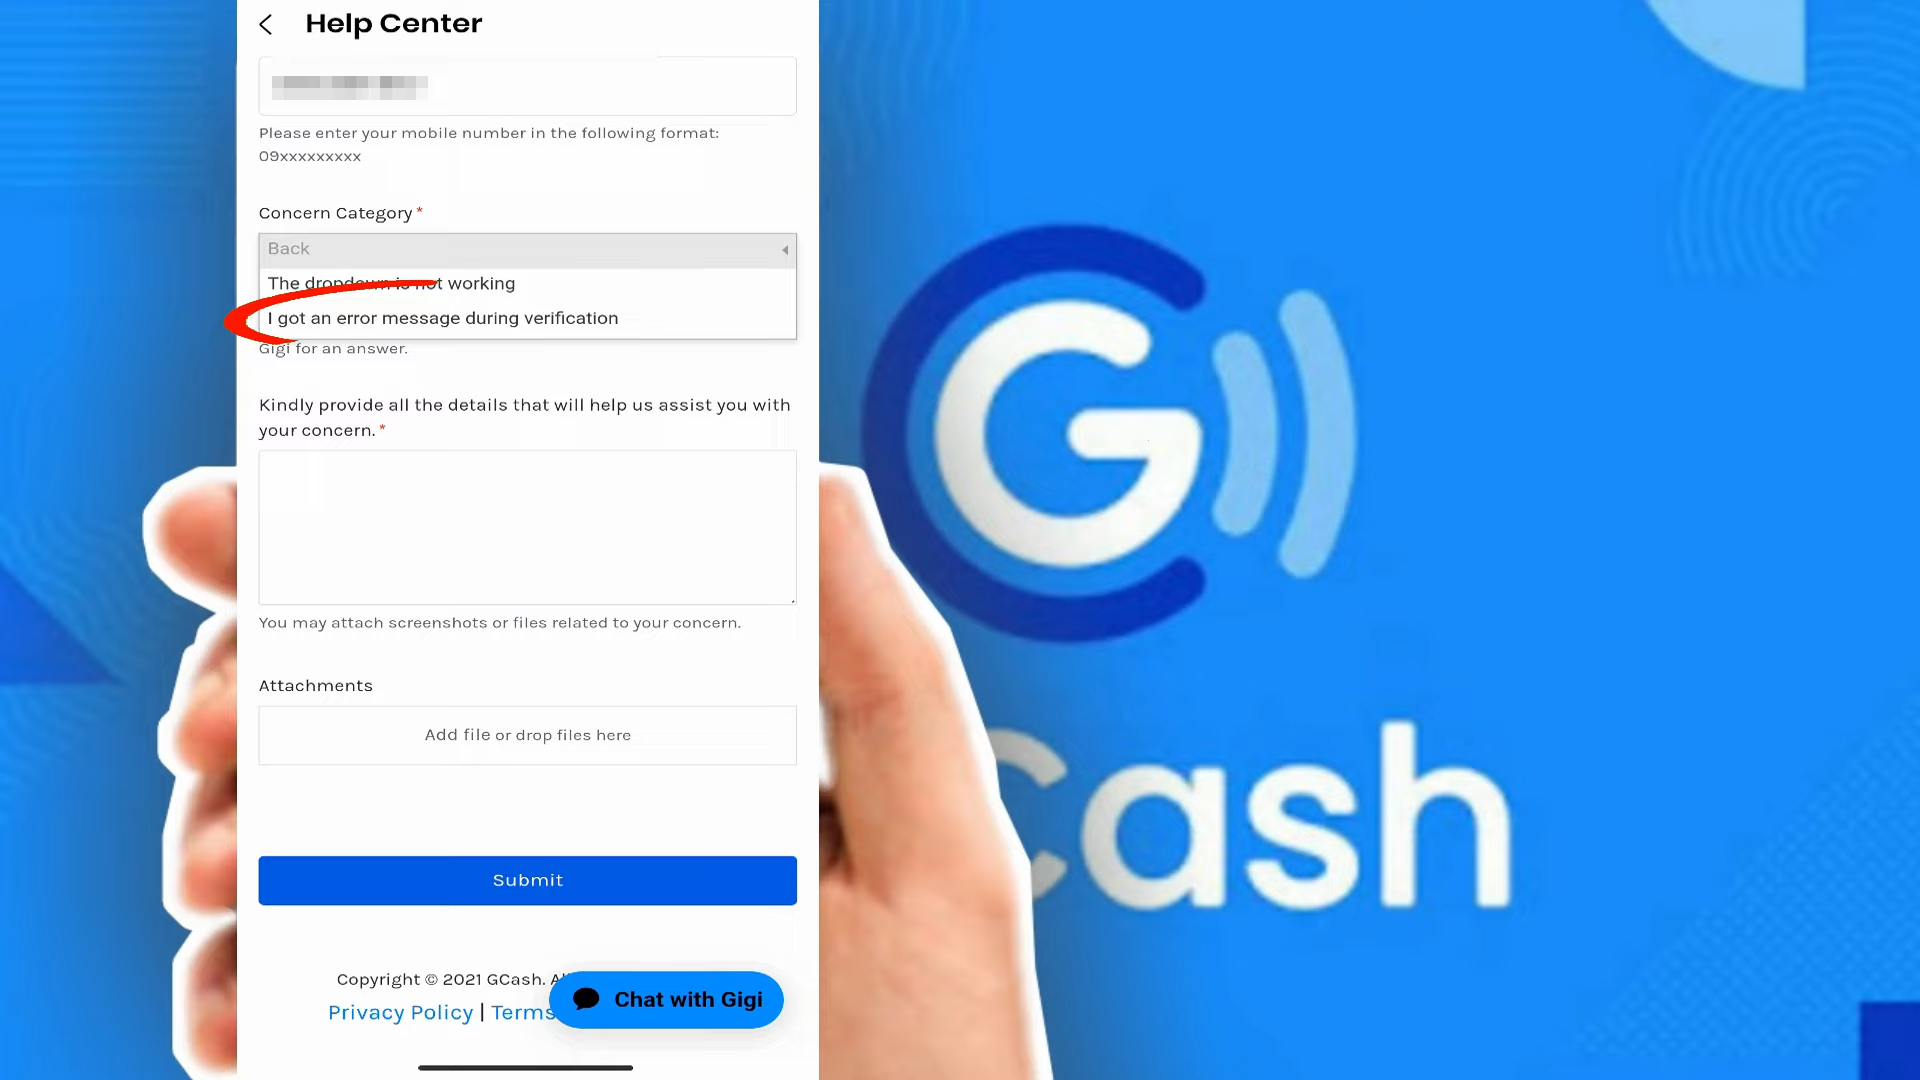 Help Center
Please enter your mobile number in the following format:
09xxxxxxxxx
Concern Category *
Back
The dropdown is not working
I got an error message during verification
Gigi for an answer.
Kindly provide all the details that will help us assist you with
your concern. *
You may attach screenshots or files related to your concern.
Attachments
Add file or drop files here
Submit
Copyright © 2021 GCash.
Privacy Policy | Terms
Chat with Gigi
G
Cash